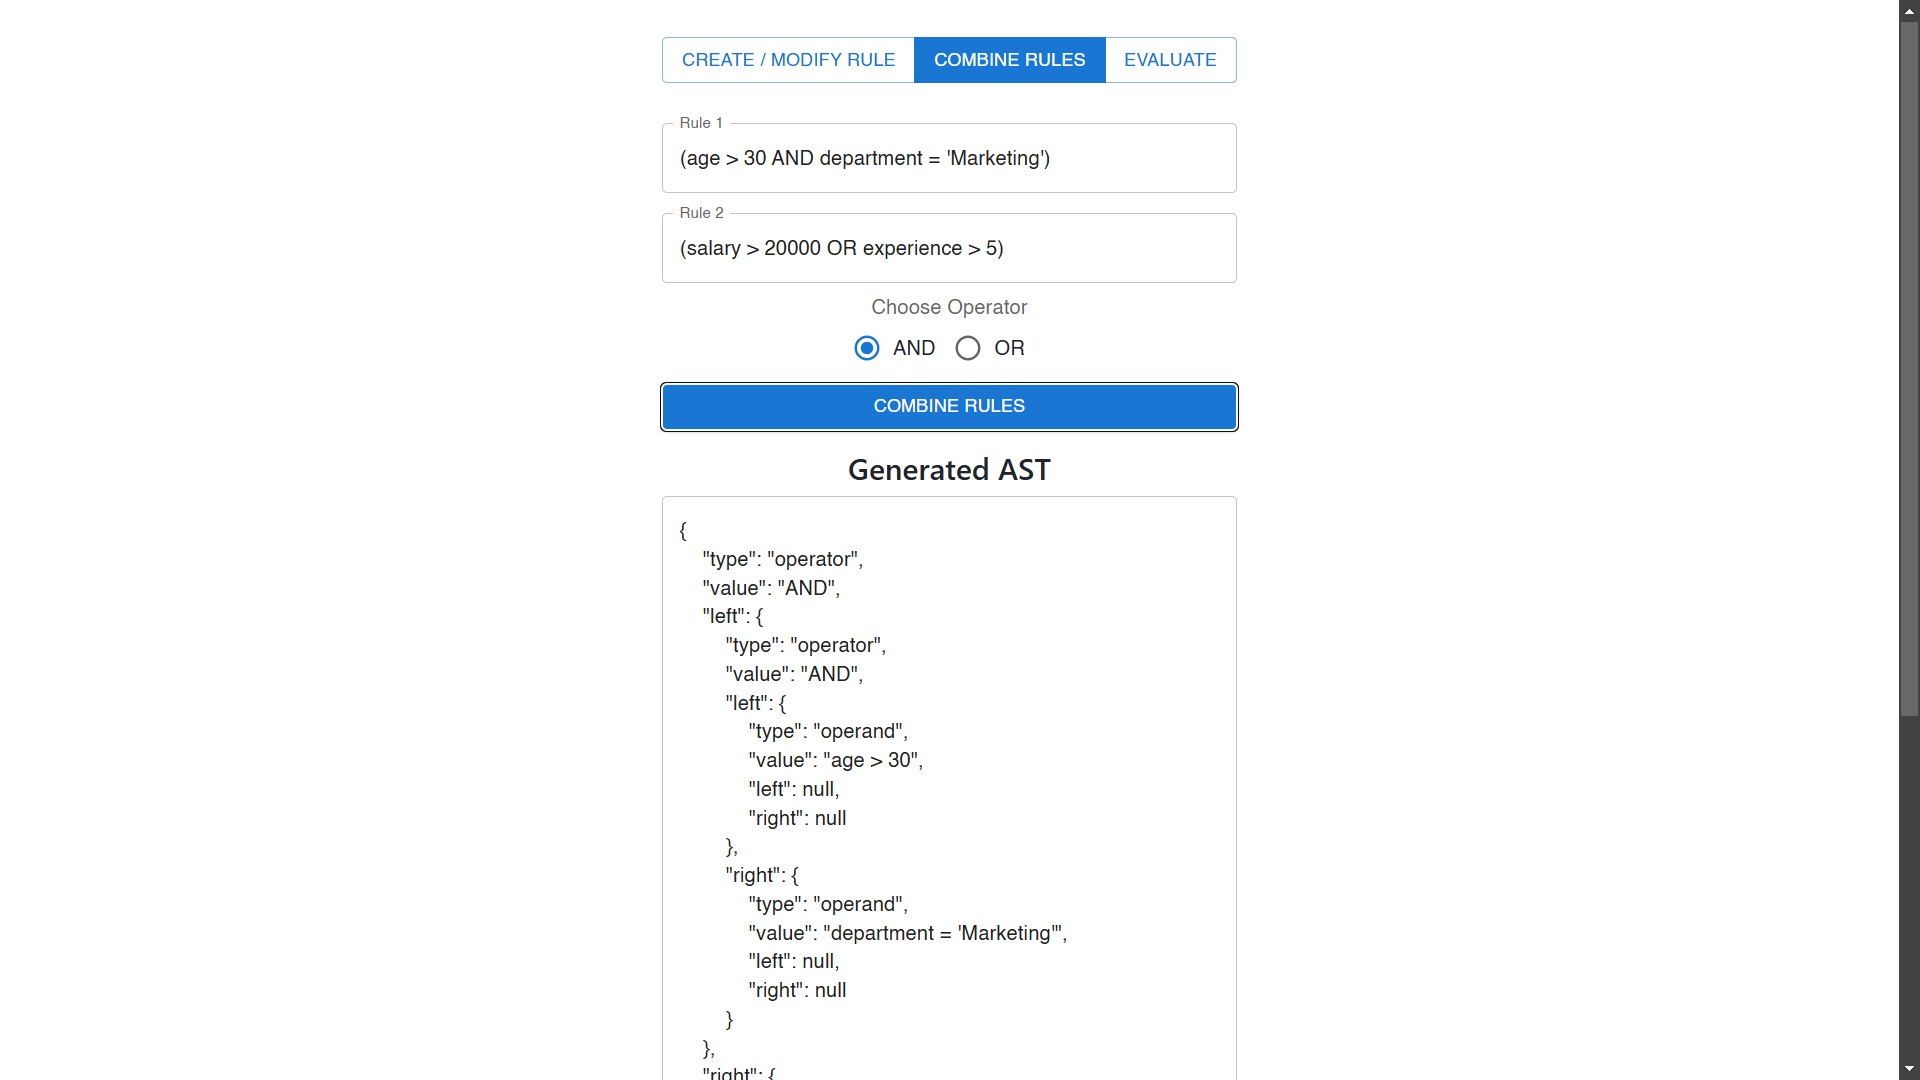 CREATE / MODIFY RULE COMBINE RULES EVALUATE
Rule 1
(age > 30 AND department = 'Marketing')
Rule 2
(salary > 20000 OR experience > 5)
Choose Operator
AND OR
COMBINE RULES
Generated AST
{
"type": "operator",
"value": "AND",
"left": {
"type": "operator",
"value": "AND",
"left": {
"type": "operand",
"value": "age > 30",
"left": null,
"right": null
},
"right": {
"type": "operand",
"value": "department = 'Marketing'",
"left": null,
"right": null
}
},
"right": {